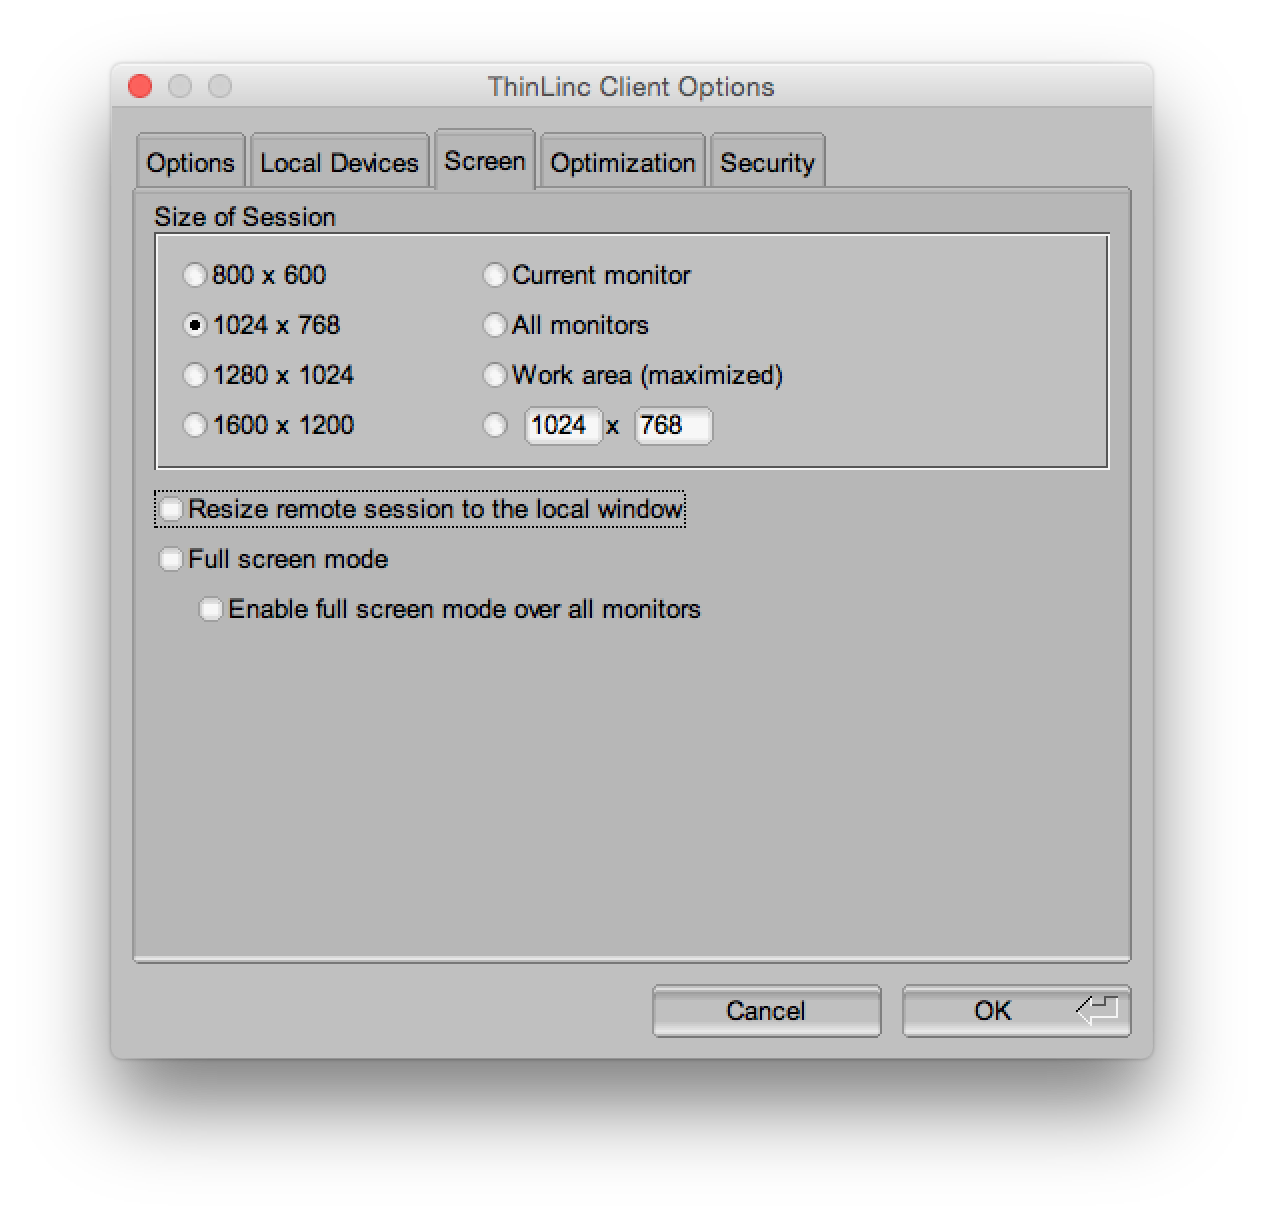 ThinLinc Client Options
Options Local Devices Screen Optimization Security
Size of Session
800 x 600 Current monitor
1024 x 768 All monitors
1280 x 1024 Work area (maximized)
1600 x 1200 1024 x 768
Resize remote session to the local window
Full screen mode
Enable full screen mode over all monitors
Cancel OK